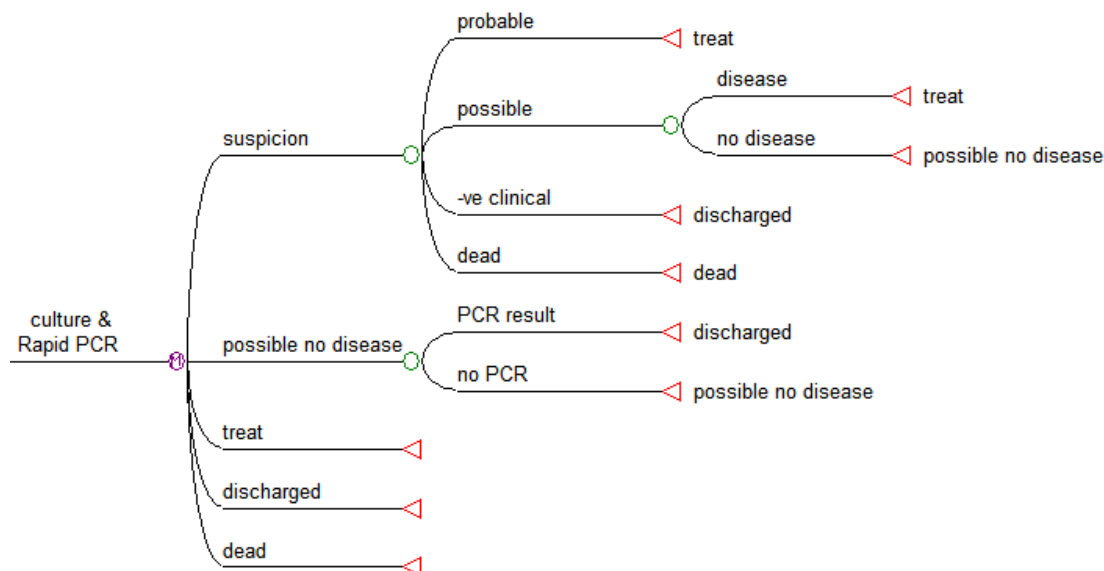 probable
treat
disease
treat
possible
suspicion
no disease
possible no disease
-ve clinical
discharged
dead
dead
culture &
Rapid PCR
M
PCR result
discharged
possible no disease
no PCR
possible no disease
treat
discharged
dead